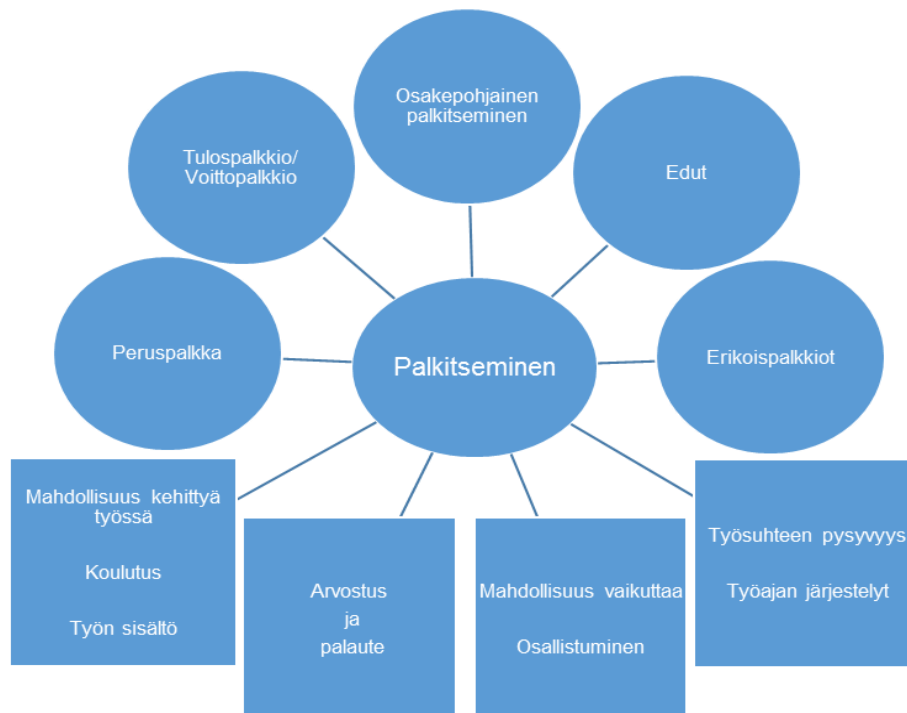 Osakepohjainen
palkitseminen
Tulospalkkio/
Voittopalkkio
Edut
Peruspalkka
Palkitseminen
Erikoispalkkiot
Mahdollisuus kehittyä
työssä
Koulutus
Työn sisältö
Arvostus
ja
palaute
Mahdollisuus vaikuttaa
Osallistuminen
Työsuhteen pysyvyys
Työajan järjestelyt